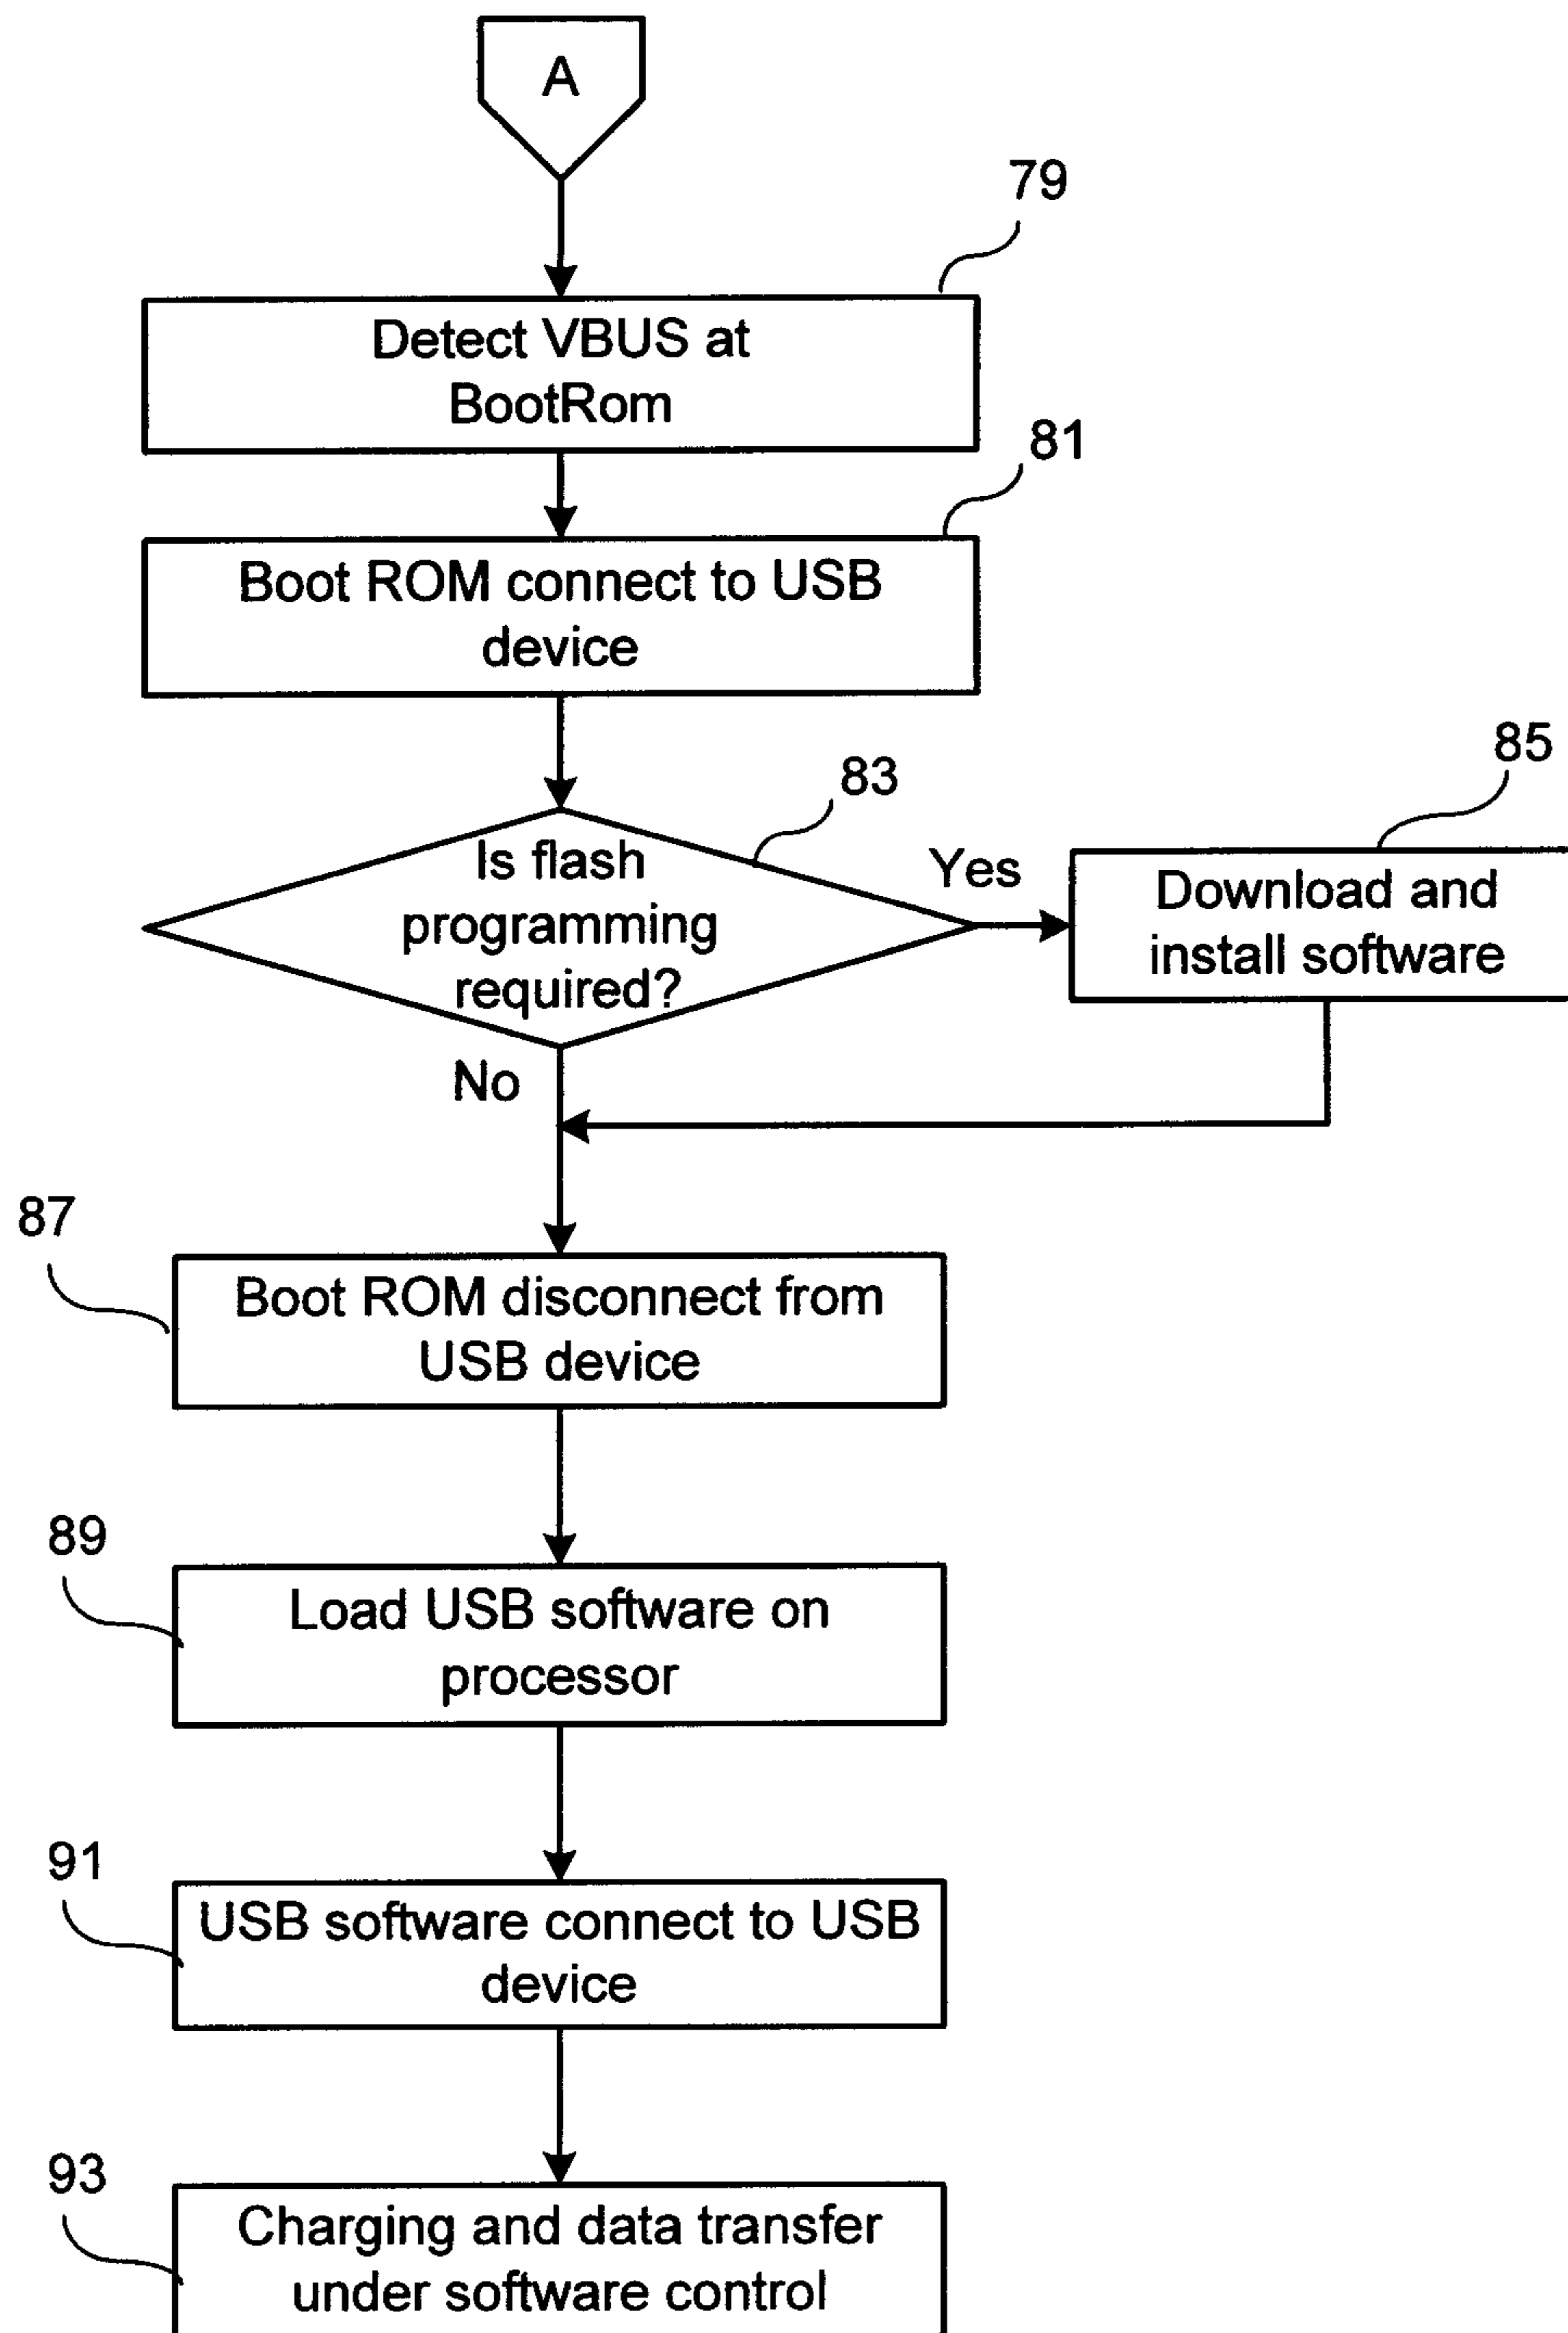 A
79
Detect VBUS at
BootRom
81
Boot ROM connect to USB
device
83
Is flash
programming
required?
Yes
85
Download and
install software
No
87
Boot ROM disconnect from
USB device
89
Load USB software on
processor
91
USB software connect to USB
device
93
Charging and data transfer
under software control